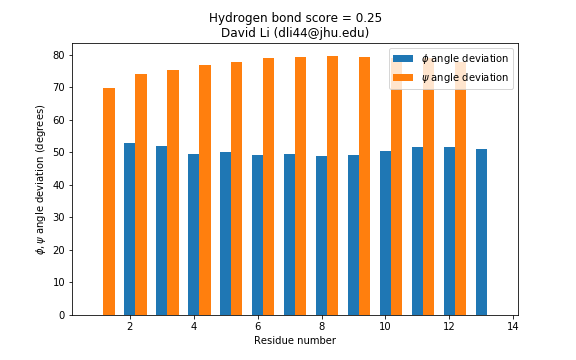 Hydrogen bond score = 0.25
David Li (dli44@jhu.edu)
ϕ angle deviation
ψ angle deviation
ϕ,ψ angle deviation (degrees)
80
70
60
50
40
30
20
10
0
2 4 6 8 10 12 14
Residue number